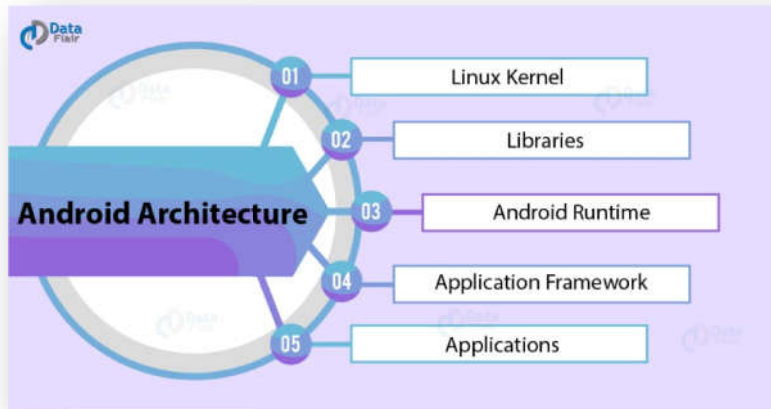 Data
Flair
01
Linux Kernel
02
Libraries
Android Architecture
03
Android Runtime
04
Application Framework
05
Applications